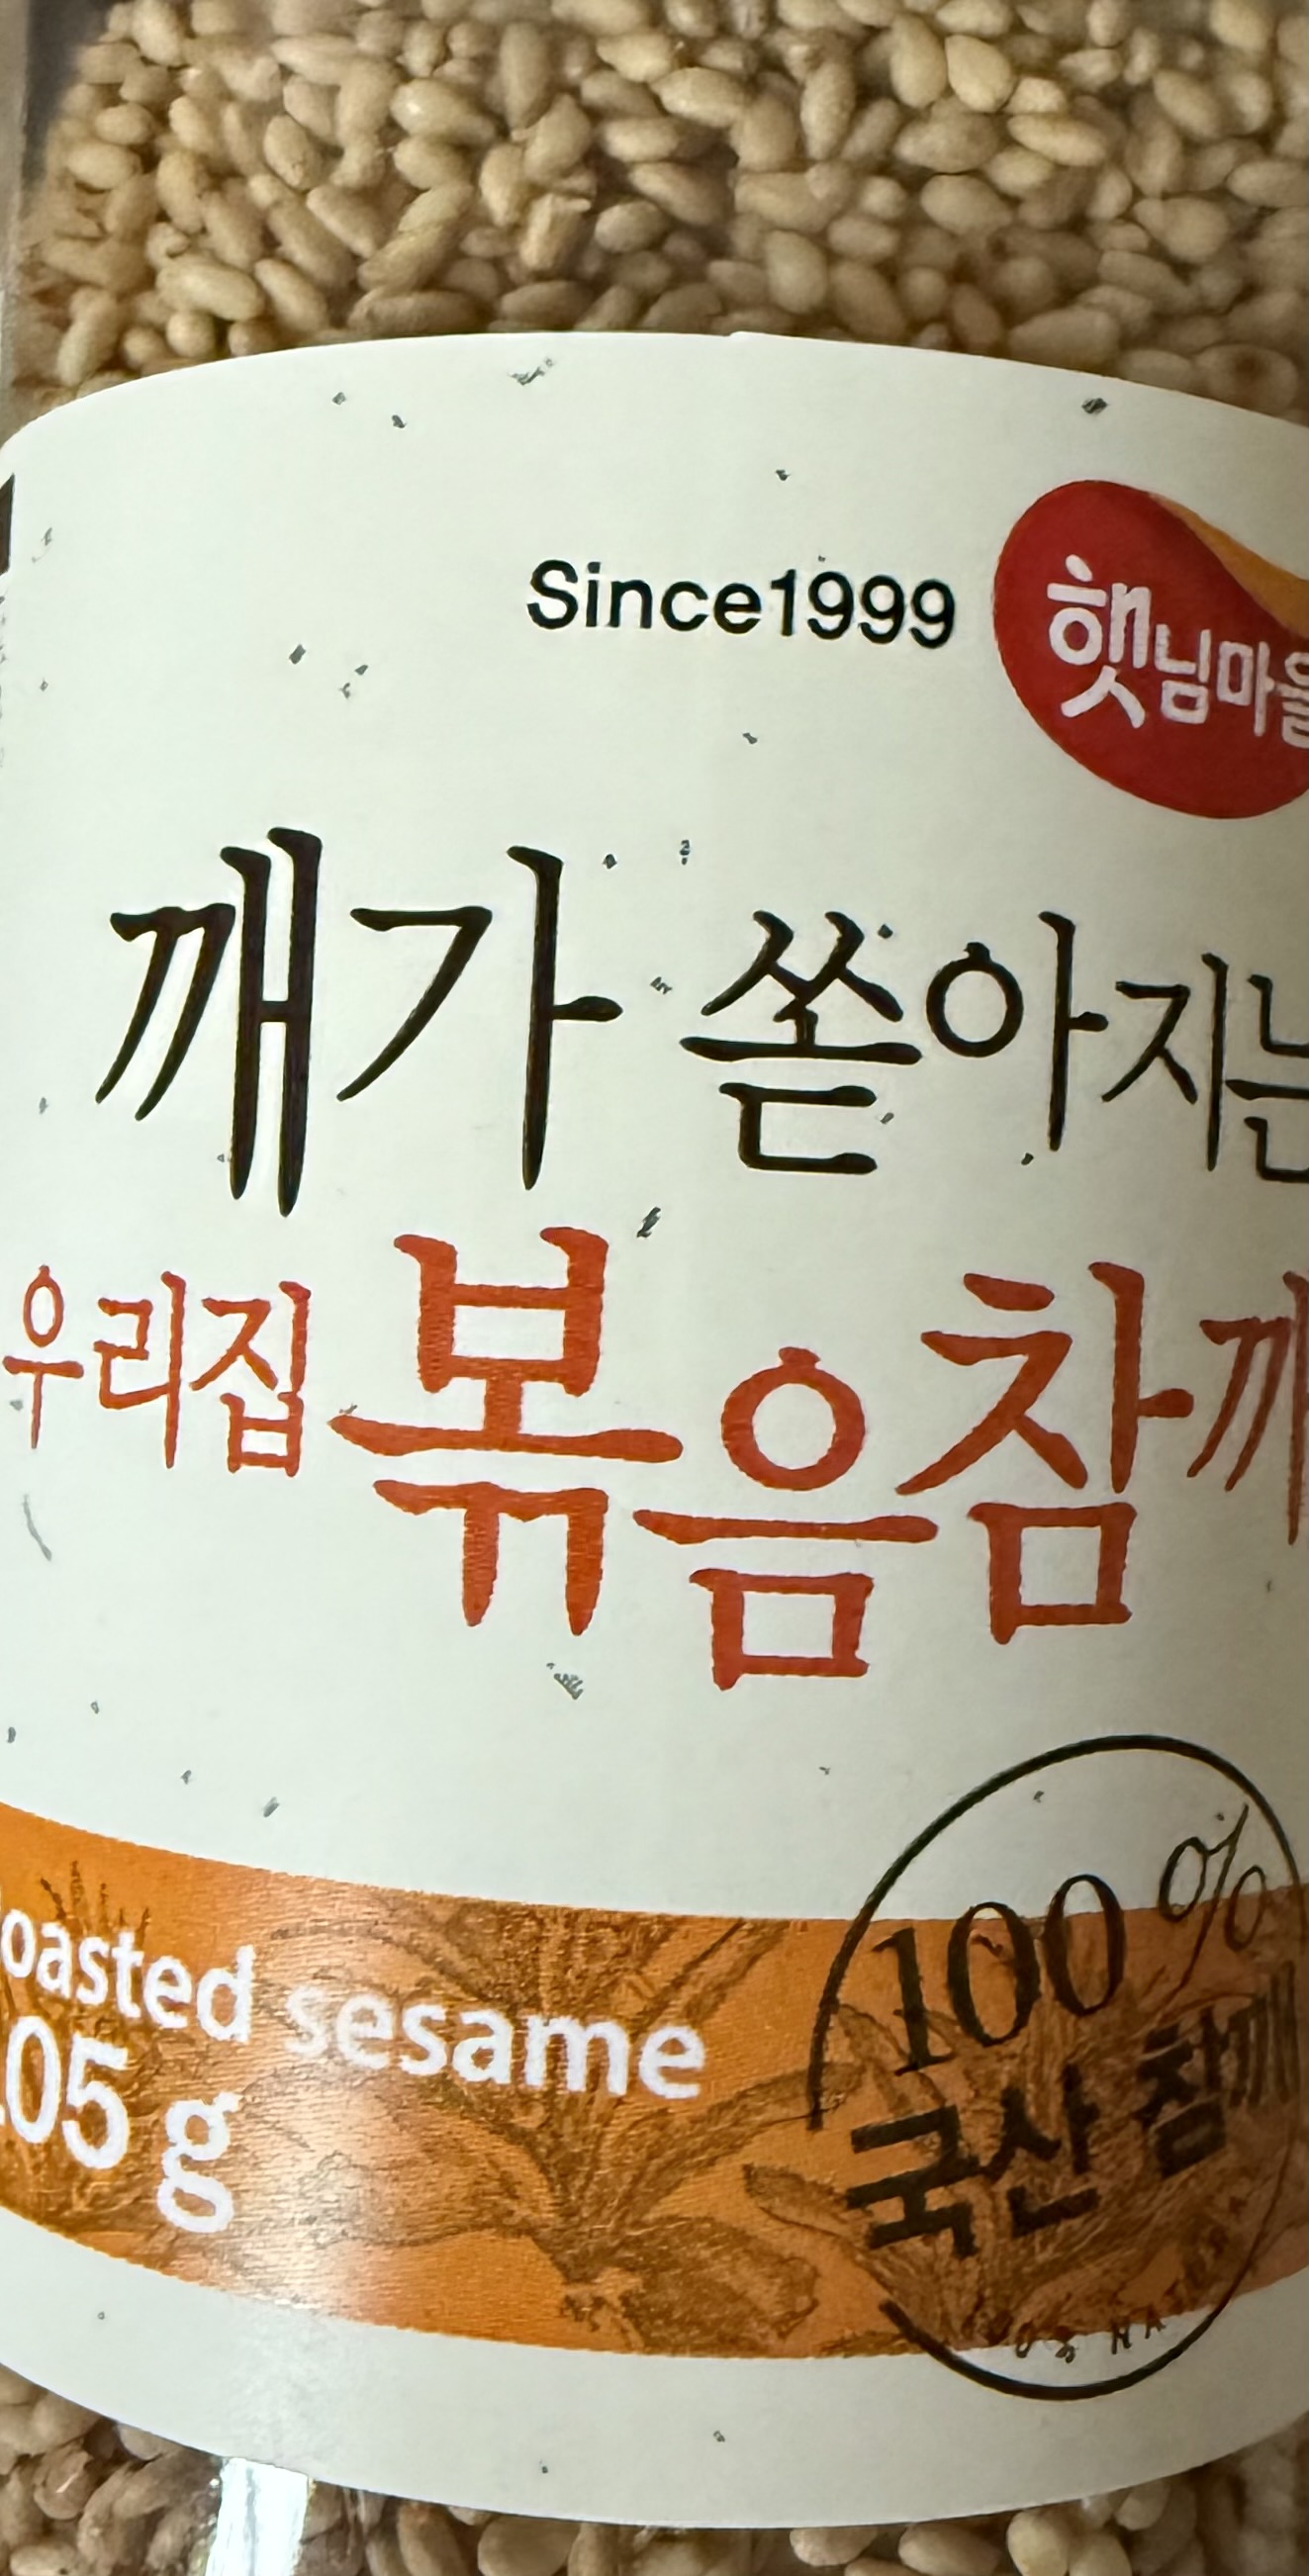 Since1999
햇님마을
깨가 쏟아지는
우리집 볶음참깨
oasted sesame
05 g
100%
국산 참깨